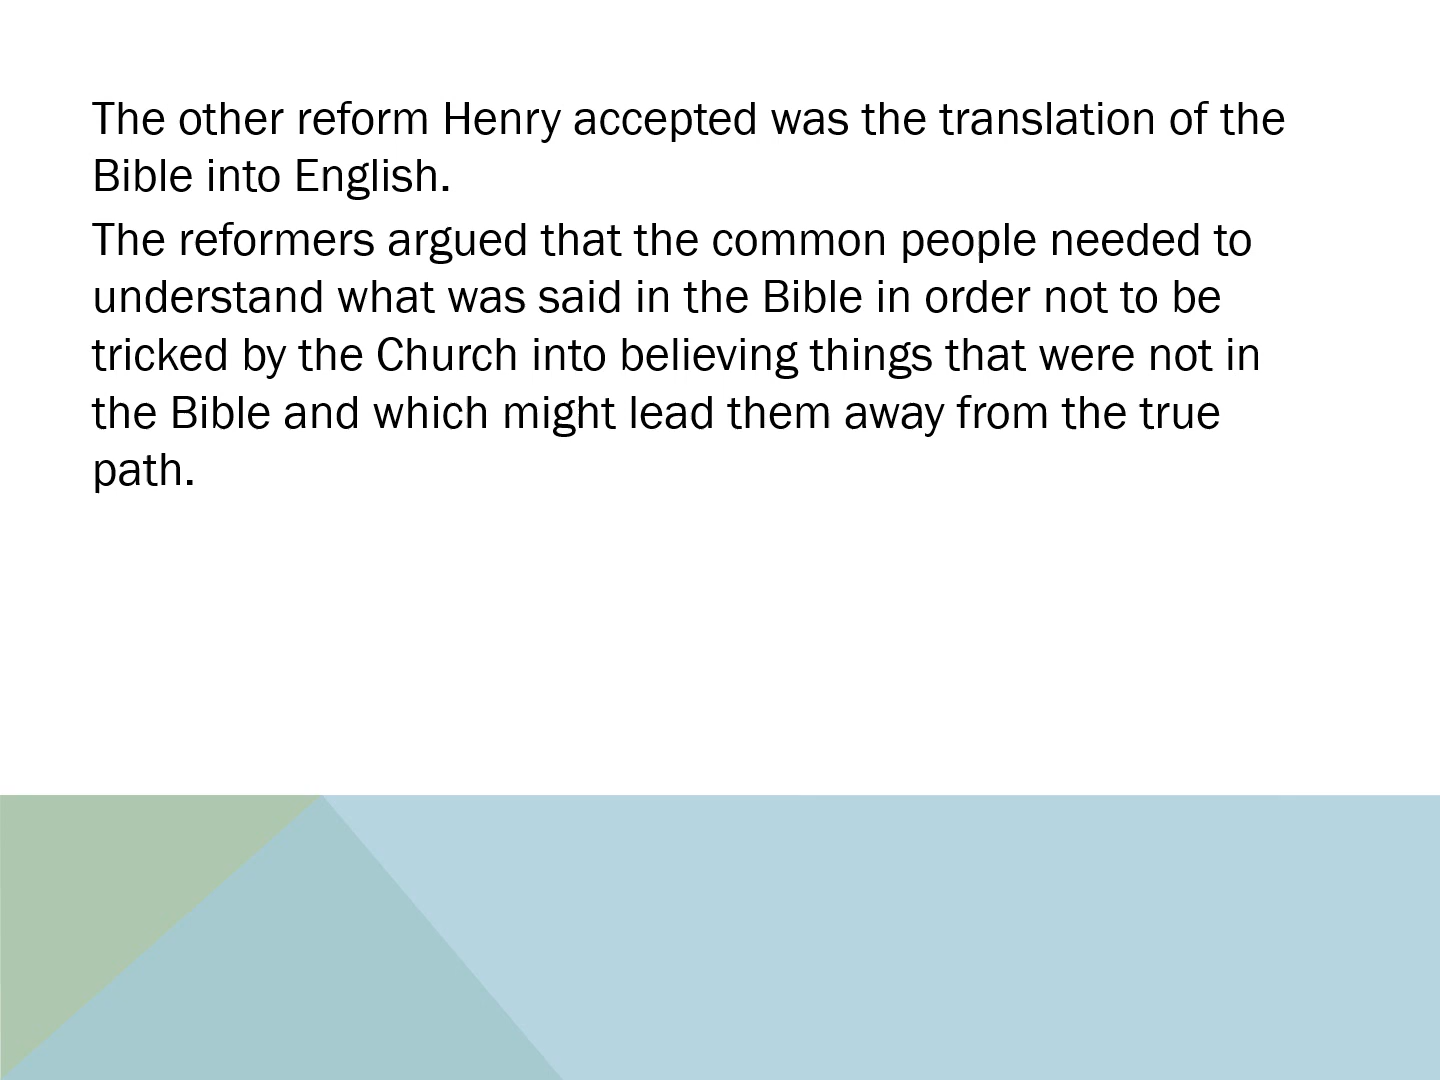 The other reform Henry accepted was the translation of the
Bible into English.
The reformers argued that the common people needed to
understand what was said in the Bible in order not to be
tricked by the Church into believing things that were not in
the Bible and which might lead them away from the true
path.